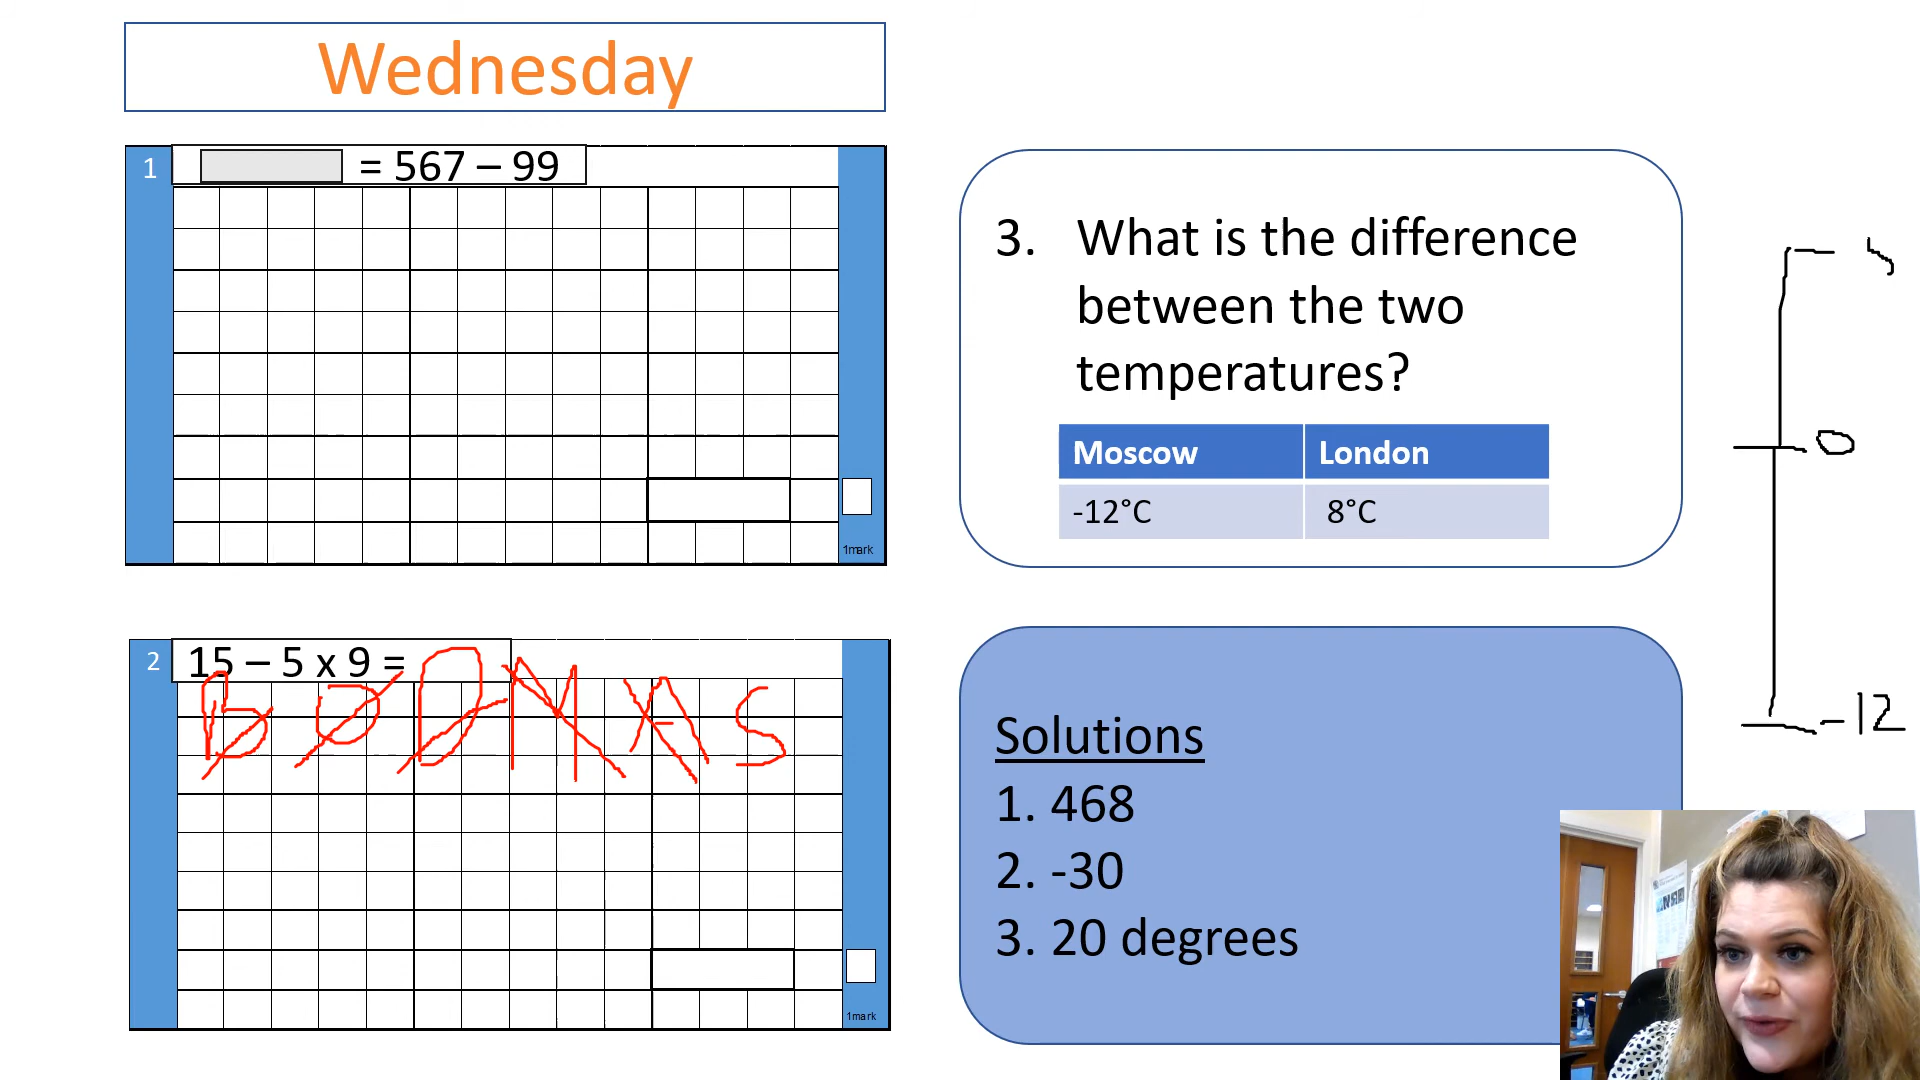 Wednesday
1
= 567 – 99
1mark
2
15 – 5 x 9 =
BODMAS
1mark
3. What is the difference
between the two
temperatures?
Moscow London
-12°C 8°C
0
-12
Solutions
1. 468
2. -30
3. 20 degrees